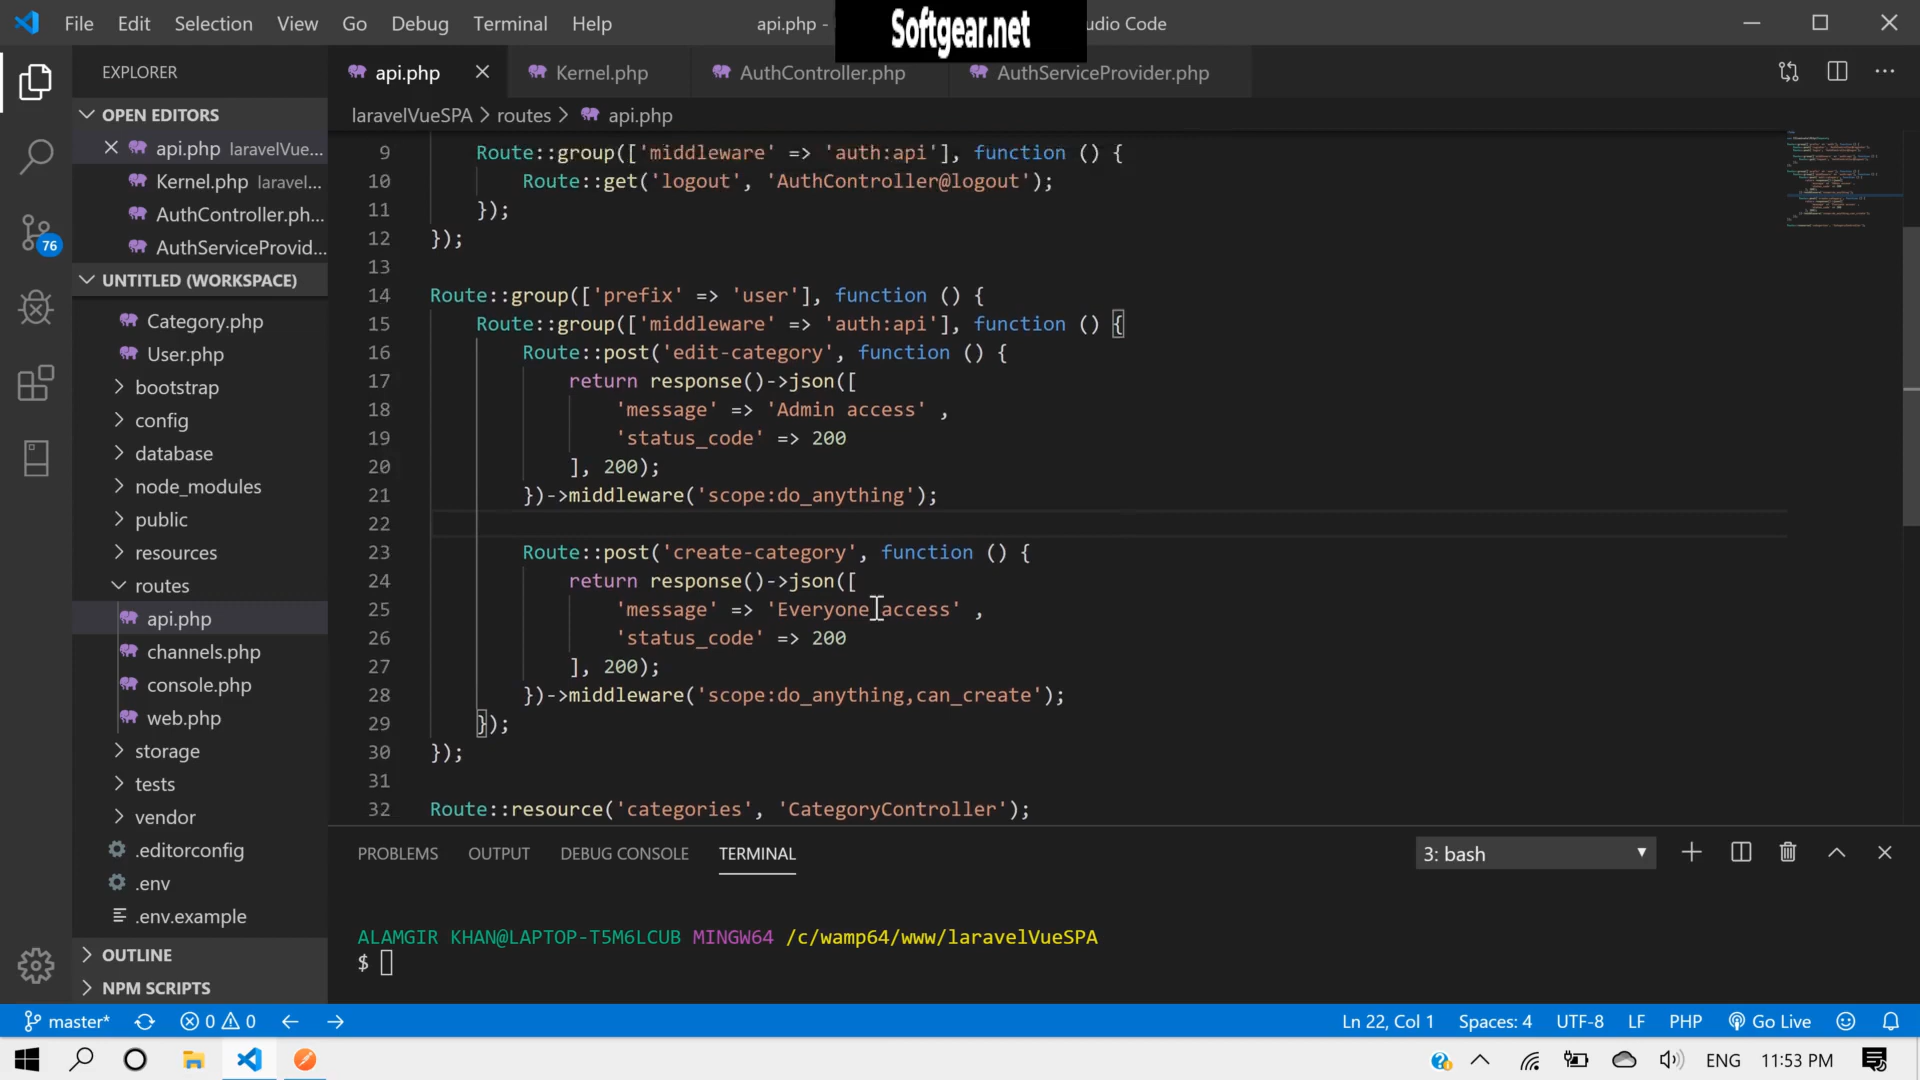 File Edit Selection View Go Debug Terminal Help
api.php -
Softgear.net
udio Code
EXPLORER
api.php
Kernel.php
AuthController.php
AuthServiceProvider.php
OPEN EDITORS
api.php laravelVue...
Kernel.php laravel...
AuthController.ph...
AuthServiceProvid...
UNTITLED (WORKSPACE)
Category.php
User.php
bootstrap
config
database
node_modules
public
resources
routes
api.php
channels.php
console.php
web.php
storage
tests
vendor
.editorconfig
.env
.env.example
OUTLINE
NPM SCRIPTS
76
laravelVueSPA > routes > api.php
9 Route::group(['middleware' => 'auth:api'], function () {
10 Route::get('logout', 'AuthController@logout');
11 });
12 });
13
14 Route::group(['prefix' => 'user'], function () {
15 Route::group(['middleware' => 'auth:api'], function () {
16 Route::post('edit-category', function () {
17 return response()->json([
18 'message' => 'Admin access' ,
19 'status_code' => 200
20 ], 200);
21 })->middleware('scope:do_anything');
22
23 Route::post('create-category', function () {
24 return response()->json([
25 'message' => 'Everyone access' ,
26 'status_code' => 200
27 ], 200);
28 })->middleware('scope:do_anything,can_create');
29 });
30 });
31
32 Route::resource('categories', 'CategoryController');
PROBLEMS OUTPUT DEBUG CONSOLE TERMINAL
3: bash
ALAMGIR KHAN@LAPTOP-T5M6LCUB MINGW64 /c/wamp64/www/laravelVueSPA
$
master* 0 0
Ln 22, Col 1 Spaces: 4 UTF-8 LF PHP Go Live
ENG 11:53 PM